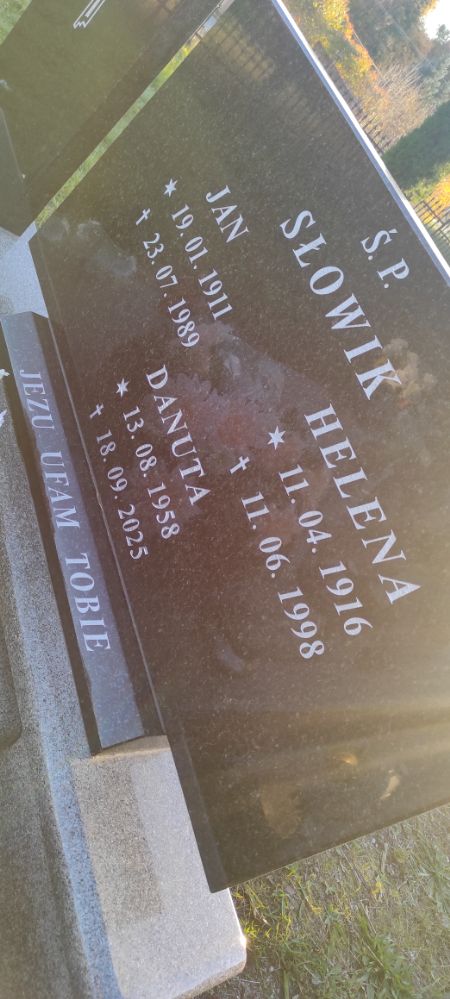 Ś.P.
SŁOWIK
HELENA
✶ 11. 04. 1916
✝ 11. 06. 1998
JAN
✶ 19. 01. 1911
✝ 23. 07. 1989
DANUTA
✶ 13. 08. 1958
✝ 18. 09. 2025
JEZU UFAM TOBIE